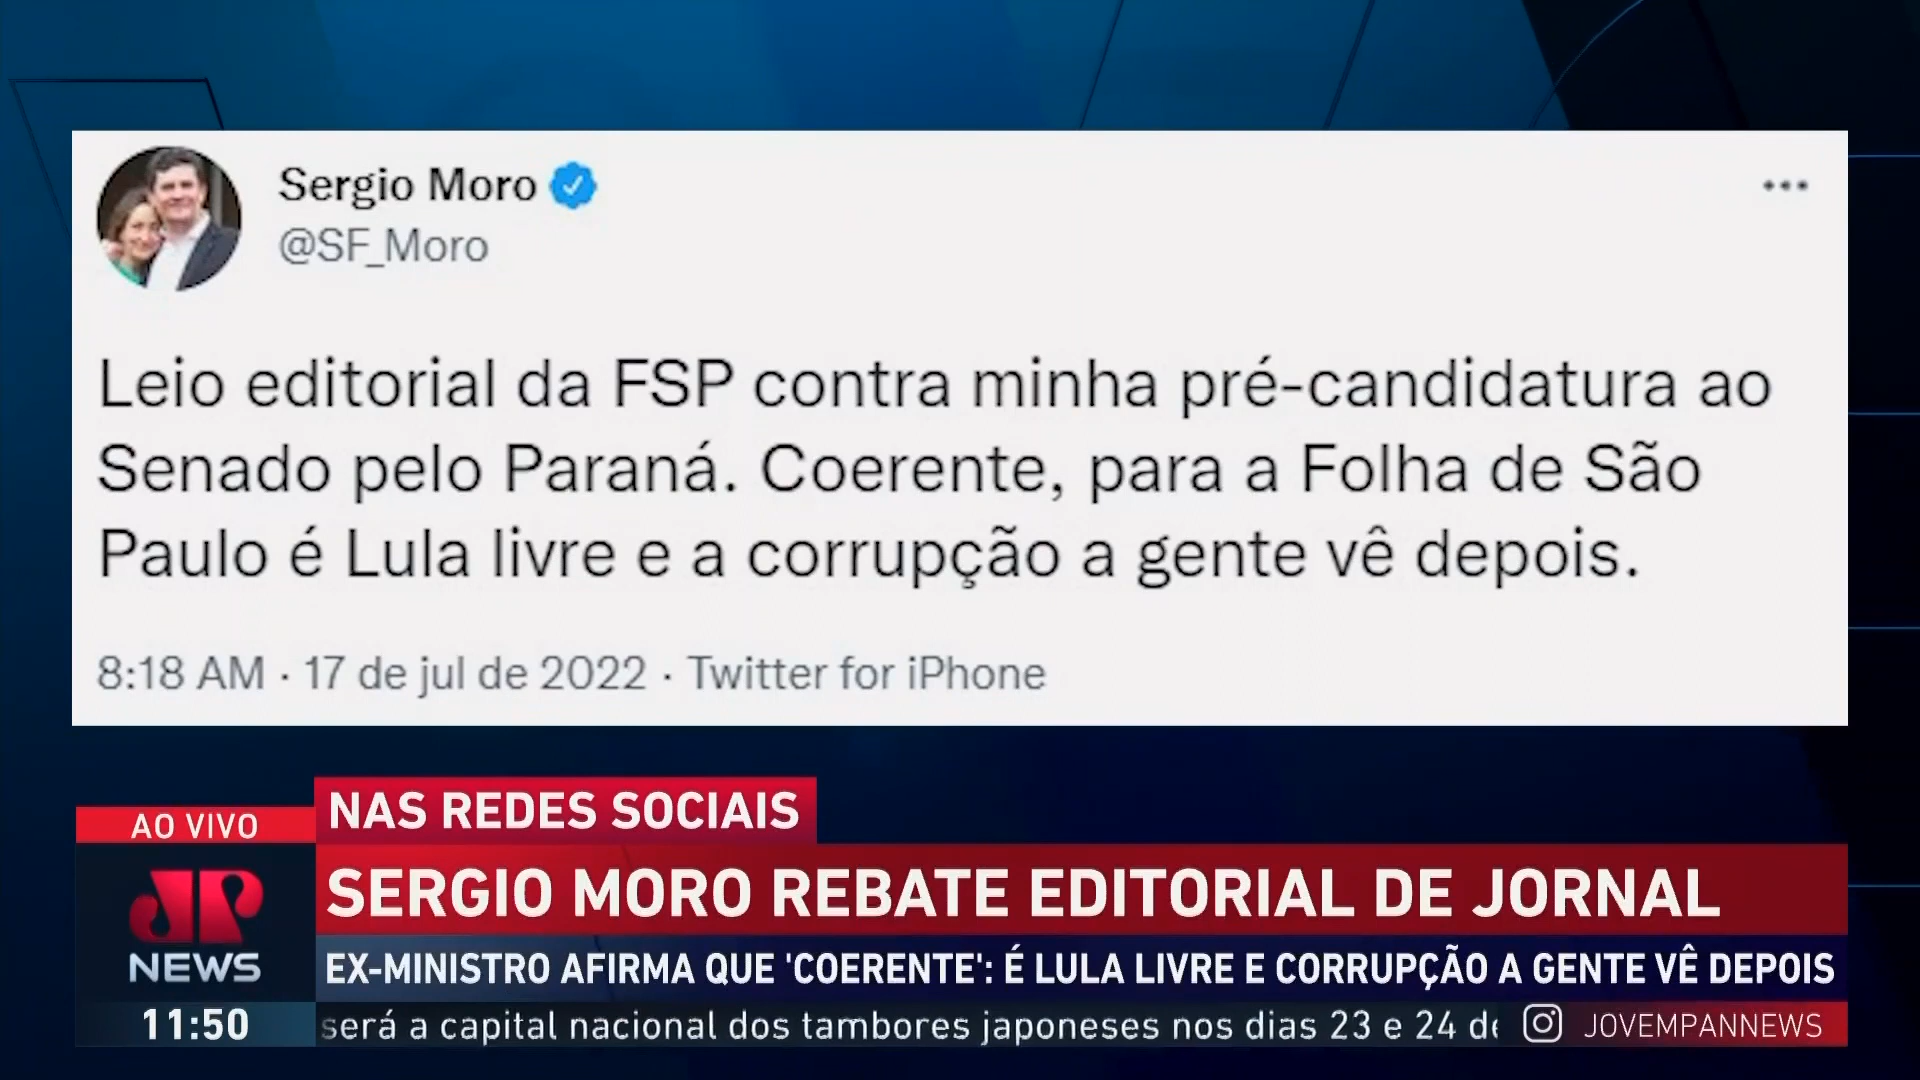 Sergio Moro
@SF_Moro
Leio editorial da FSP contra minha pré-candidatura ao
Senado pelo Paraná. Coerente, para a Folha de São
Paulo é Lula livre e a corrupção a gente vê depois.
8:18 AM · 17 de jul de 2022 · Twitter for iPhone
NAS REDES SOCIAIS
AO VIVO
SERGIO MORO REBATE EDITORIAL DE JORNAL
JP
NEWS
EX-MINISTRO AFIRMA QUE 'COERENTE': É LULA LIVRE E CORRUPÇÃO A GENTE VÊ DEPOIS
11:50
será a capital nacional dos tambores japoneses nos dias 23 e 24 de
JOVEMPANNEWS